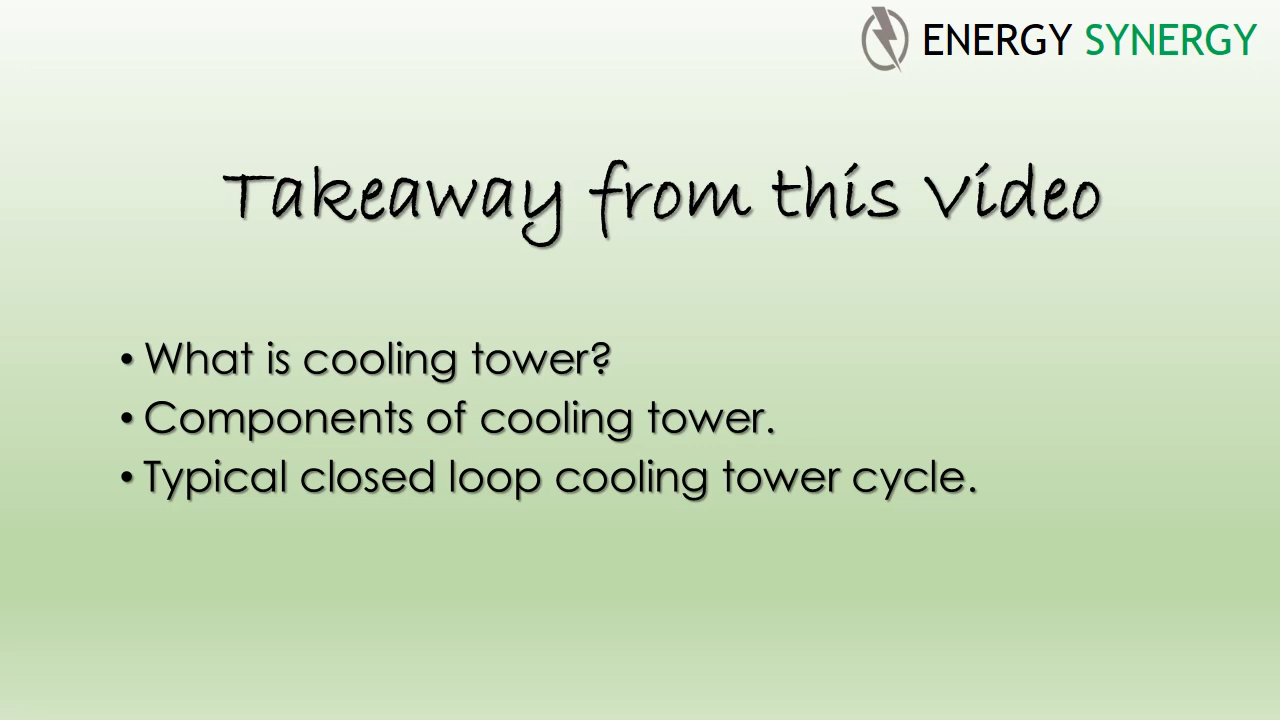 ENERGY SYNERGY
Takeaway from this Video
• What is cooling tower?
• Components of cooling tower.
• Typical closed loop cooling tower cycle.